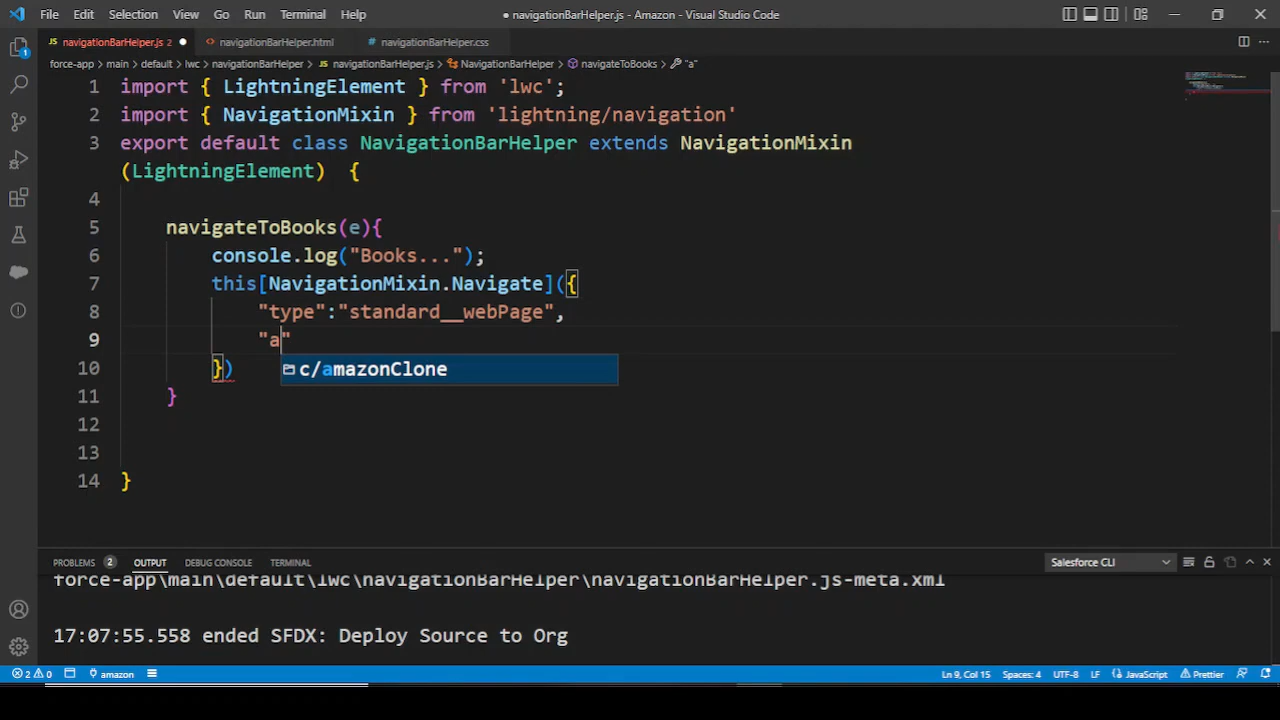 File Edit Selection View Go Run Terminal Help
● navigationBarHelper.js - Amazon - Visual Studio Code
JS navigationBarHelper.js 2 ● <> navigationBarHelper.html # navigationBarHelper.css
force-app > main > default > lwc > navigationBarHelper > JS navigationBarHelper.js > NavigationBarHelper > navigateToBooks > "a"
1 import { LightningElement } from 'lwc';
2 import { NavigationMixin } from 'lightning/navigation'
3 export default class NavigationBarHelper extends NavigationMixin
(LightningElement) {
4
5 navigateToBooks(e){
6 console.log("Books...");
7 this[NavigationMixin.Navigate]({
8 "type":"standard__webPage",
9 "a"
10 })
c/amazonClone
11 }
12
13
14 }
PROBLEMS 2 OUTPUT DEBUG CONSOLE TERMINAL
Salesforce CLI
force-app\main\default\lwc\navigationBarHelper\navigationBarHelper.js-meta.xml
17:07:55.558 ended SFDX: Deploy Source to Org
2 0 amazon
Ln 9, Col 15 Spaces: 4 UTF-8 LF {} JavaScript Prettier
1